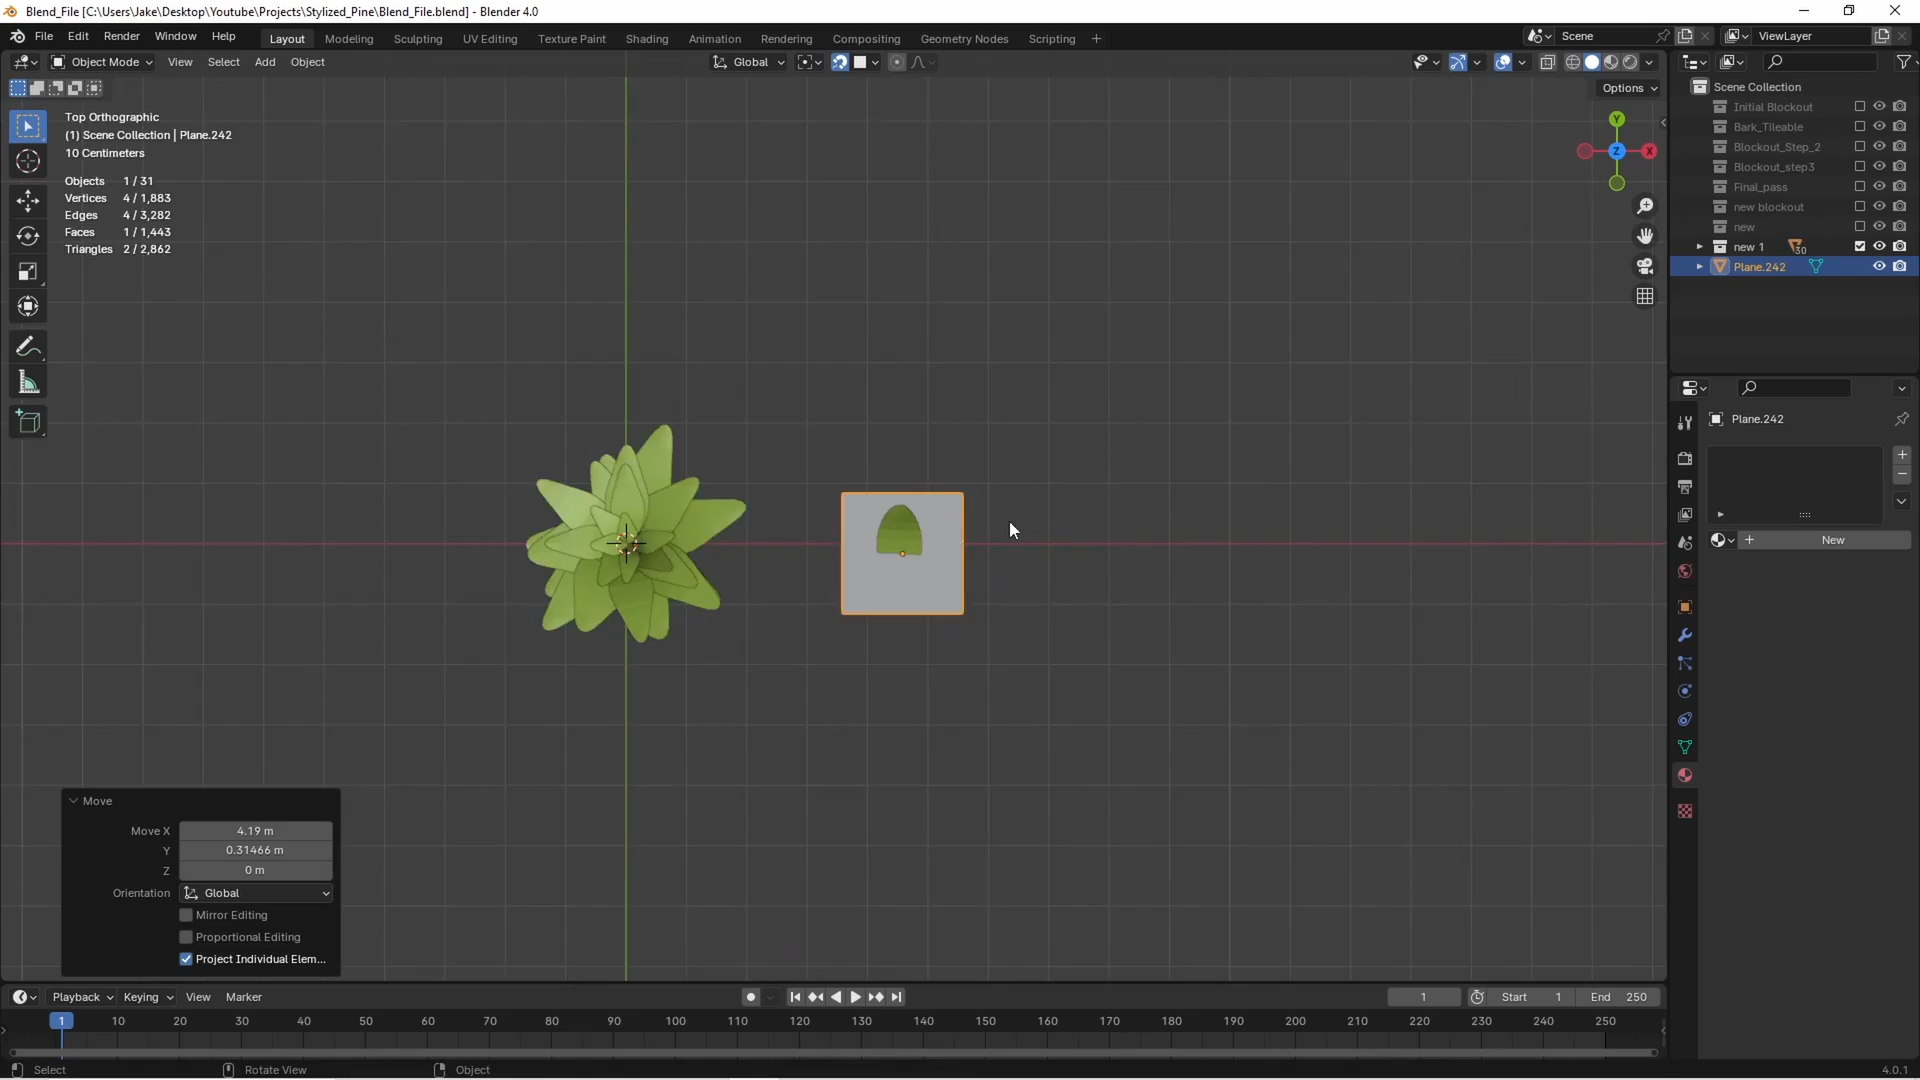 Blend_File [C:\Users\Jake\Desktop\Youtube\Projects\Stylized_Pine\Blend_File.blend] - Blender 4.0
File Edit Render Window Help Layout Modeling Sculpting UV Editing Texture Paint Shading Animation Rendering Compositing Geometry Nodes Scripting + Scene ViewLayer
Object Mode View Select Add Object Global
Options
Top Orthographic
(1) Scene Collection | Plane.242
10 Centimeters
Objects 1 / 31
Vertices 4 / 1,883
Edges 4 / 3,282
Faces 1 / 1,443
Triangles 2 / 2,862
Y
Z X
Scene Collection
Initial Blockout
Bark_Tileable
Blockout_Step_2
Blockout_step3
Final_pass
new blockout
new
new 1 30
Plane.242
Plane.242
+ New
Move
Move X 4.19 m
Y 0.31466 m
Z 0 m
Orientation Global
Mirror Editing
Proportional Editing
Project Individual Elem...
Playback Keying View Marker 1 Start 1 End 250
1 10 20 30 40 50 60 70 80 90 100 110 120 130 140 150 160 170 180 190 200 210 220 230 240 250
Select Rotate View Object 4.0.1